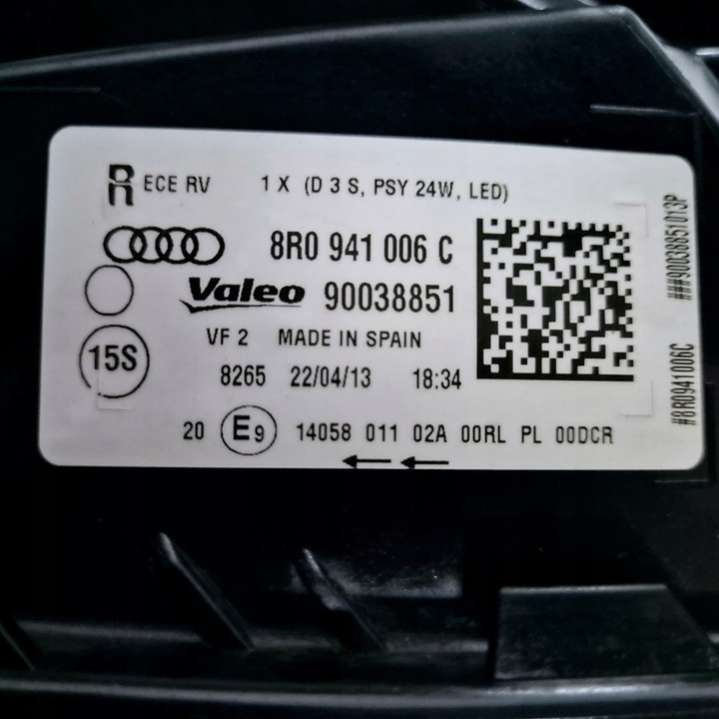 R ECE RV 1 X (D 3 S, PSY 24W, LED)
8R0 941 006 C
Valeo 90038851
VF 2 MADE IN SPAIN
15S
8265 22/04/13 18:34
20 E9 14058 011 02A 00RL PL 00DCR
###90038851013P
#8R0941006C